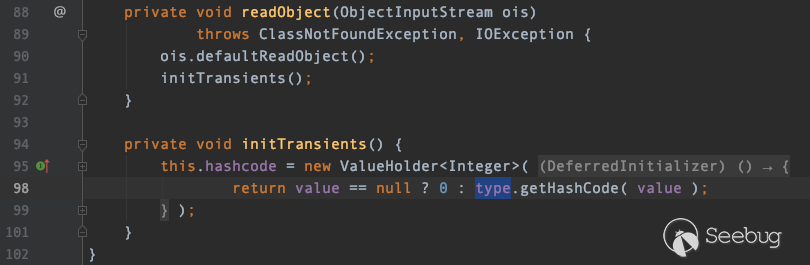 88 @ private void readObject(ObjectInputStream ois)
89 throws ClassNotFoundException, IOException {
90 ois.defaultReadObject();
91 initTransients();
92 }
93
94 private void initTransients() {
95 this.hashcode = new ValueHolder<Integer>( (DeferredInitializer) () → {
98 return value == null ? 0 : type.getHashCode( value );
99 } );
101 }
102 }
Seebug